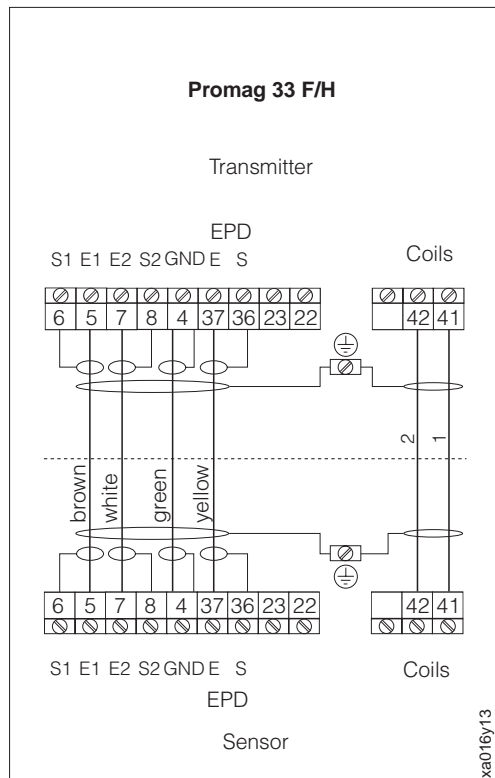 Promag 33 F/H
Transmitter
EPD
Coils
S1 E1 E2 S2 GND E S
6 5 7 8 4 37 36 23 22
42 41
2
1
brown
white
green
yellow
6 5 7 8 4 37 36 23 22
42 41
S1 E1 E2 S2 GND E S
Coils
EPD
Sensor
xa016y13